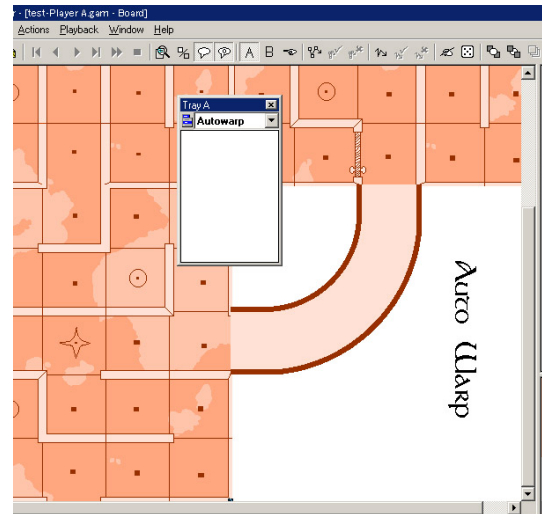 r - [test-Player A.gam - Board]
Actions Playback Window Help
A B
Tray A
Autowarp
Auto Warp